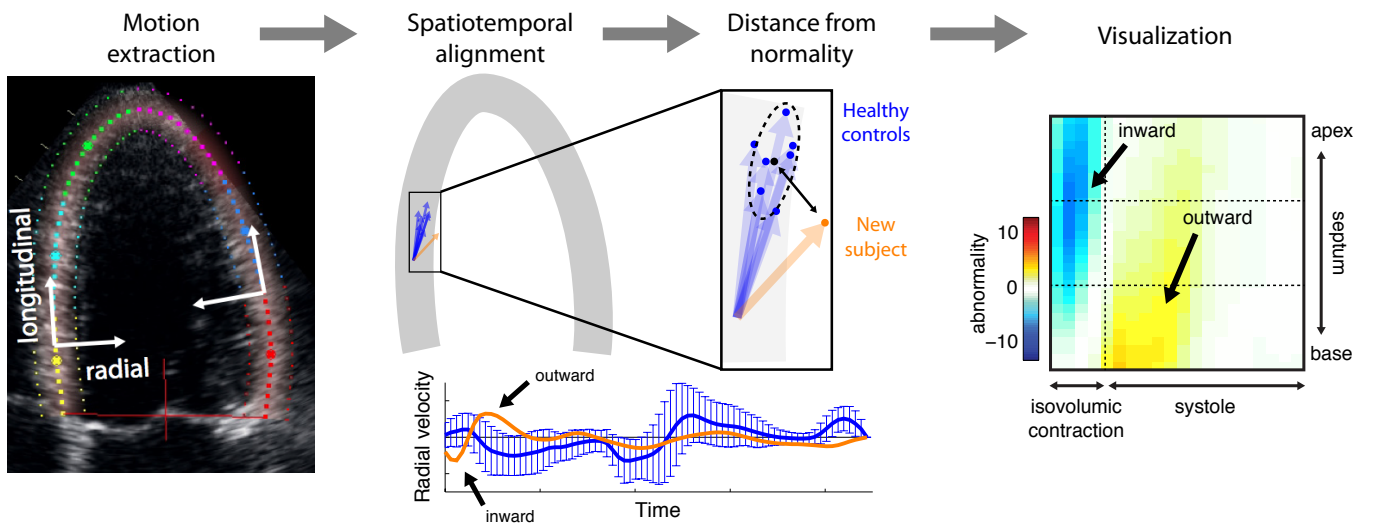 Motion
extraction
Spatiotemporal
alignment
Distance from
normality
Visualization
longitudinal
radial
Healthy
controls
New
subject
outward
inward
Radial velocity
Time
inward
outward
apex
septum
base
abnormality
10
0
−10
isovolumic
contraction
systole